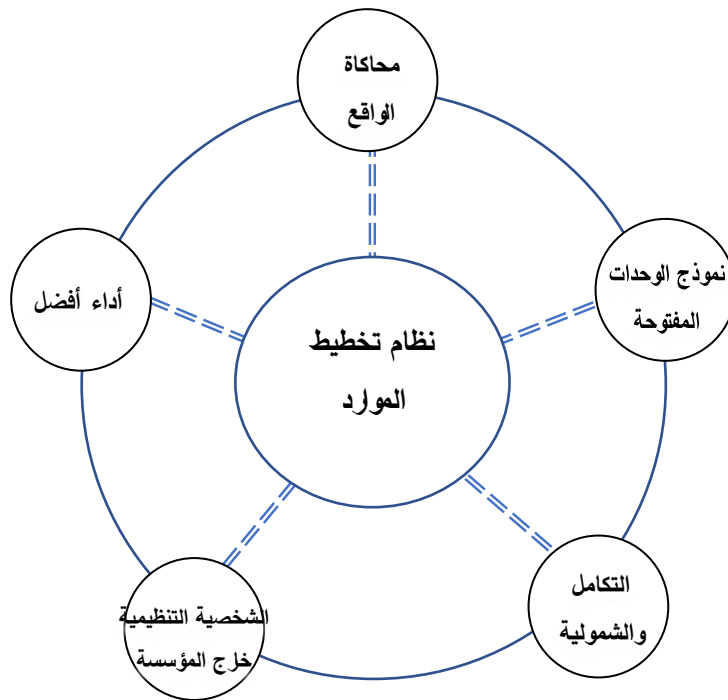 محاكاة
الواقع
نموذج الوحدات
المفتوحة
أداء أفضل
نظام تخطيط
الموارد
التكامل
والشمولية
الشخصية التنظيمية
خارج المؤسسة